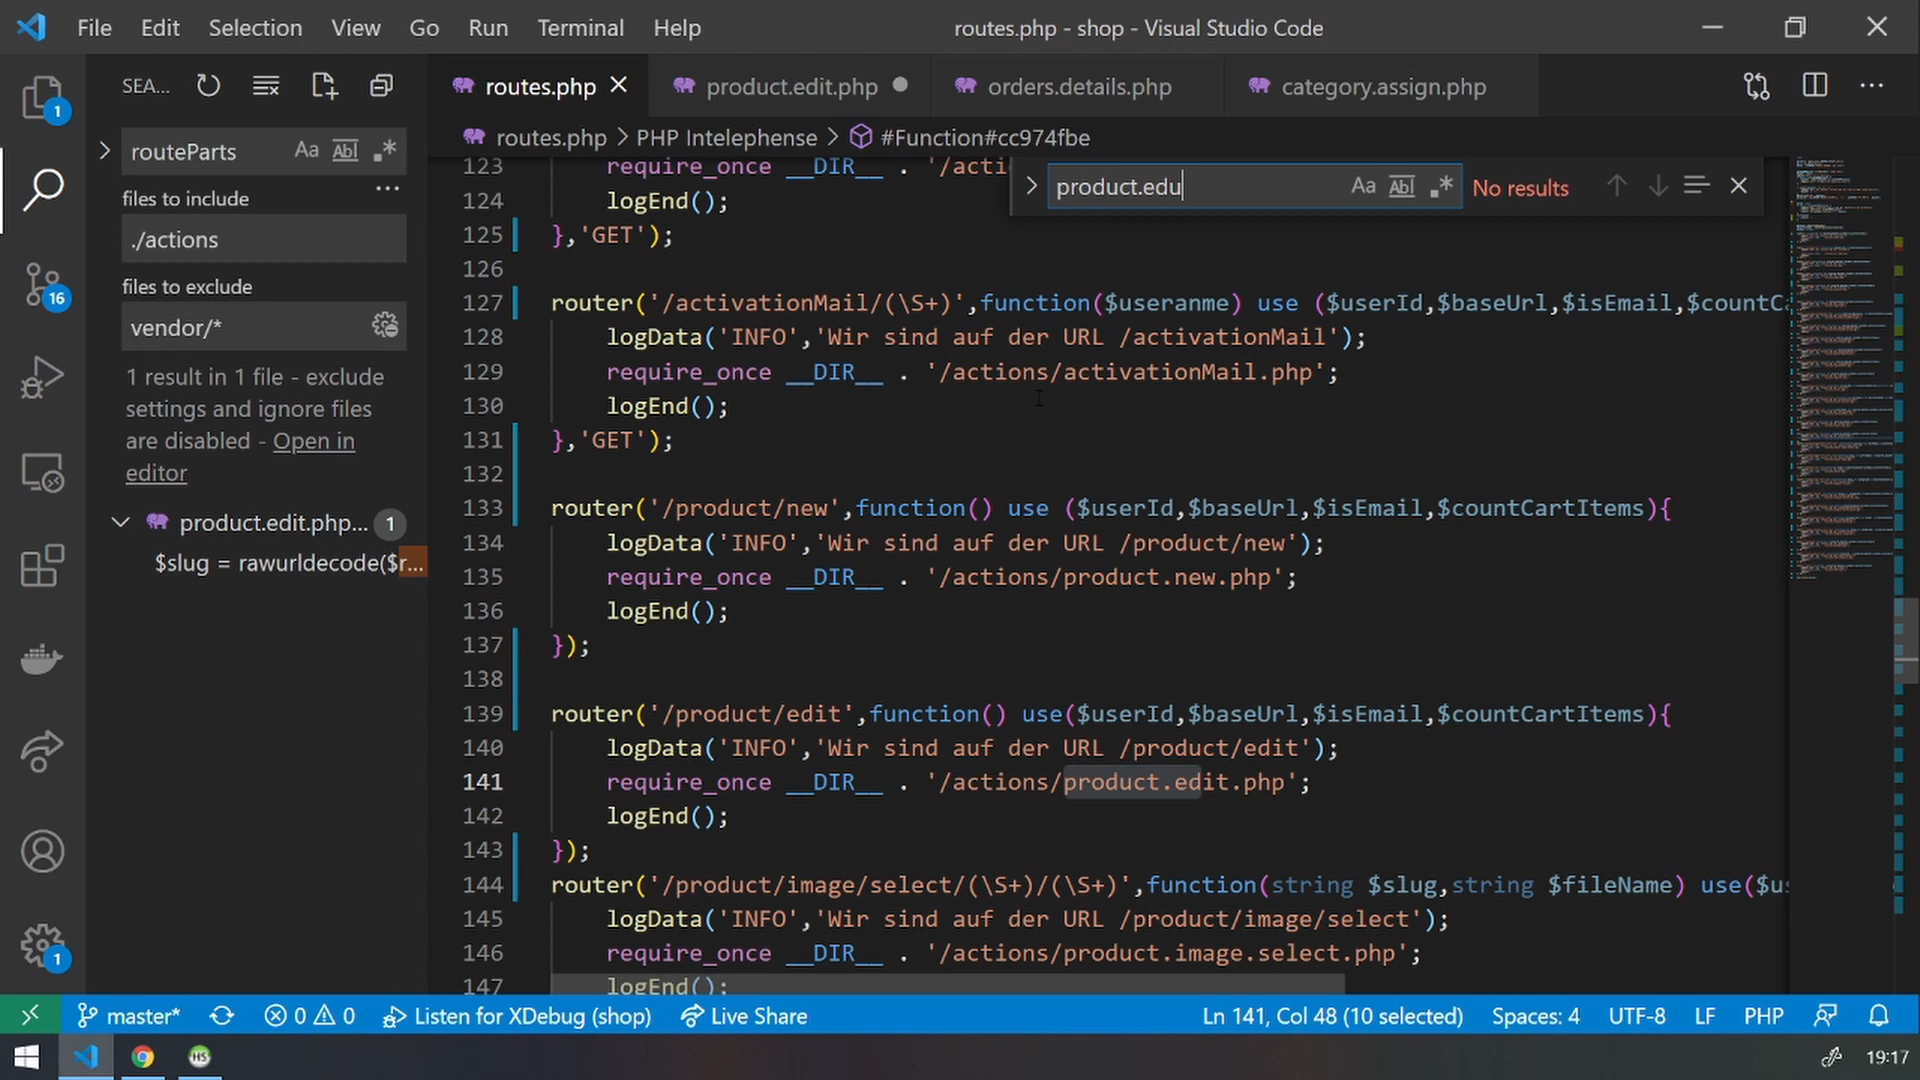 File Edit Selection View Go Run Terminal Help
routes.php - shop - Visual Studio Code
SEA...
routes.php
product.edit.php
orders.details.php
category.assign.php
routes.php > PHP Intelephense > #Function#cc974fbe
routeParts
Aa Abl .*
files to include
./actions
files to exclude
vendor/*
1 result in 1 file - exclude
settings and ignore files
are disabled - Open in
editor
product.edit.php... 1
$slug = rawurldecode($r...
product.edu
Aa Abl .*
No results
123 require_once __DIR__ . '/acti
124 logEnd();
125 },'GET');
126
127 router('/activationMail/(\S+)',function($useranme) use ($userId,$baseUrl,$isEmail,$countCa
128 logData('INFO','Wir sind auf der URL /activationMail');
129 require_once __DIR__ . '/actions/activationMail.php';
130 logEnd();
131 },'GET');
132
133 router('/product/new',function() use ($userId,$baseUrl,$isEmail,$countCartItems){
134 logData('INFO','Wir sind auf der URL /product/new');
135 require_once __DIR__ . '/actions/product.new.php';
136 logEnd();
137 });
138
139 router('/product/edit',function() use($userId,$baseUrl,$isEmail,$countCartItems){
140 logData('INFO','Wir sind auf der URL /product/edit');
141 require_once __DIR__ . '/actions/product.edit.php';
142 logEnd();
143 });
144 router('/product/image/select/(\S+)/(\S+)',function(string $slug,string $fileName) use($us
145 logData('INFO','Wir sind auf der URL /product/image/select');
146 require_once __DIR__ . '/actions/product.image.select.php';
147 logEnd();
1
16
1
master*
0 0
Listen for XDebug (shop)
Live Share
Ln 141, Col 48 (10 selected)
Spaces: 4
UTF-8
LF
PHP
HS
19:17